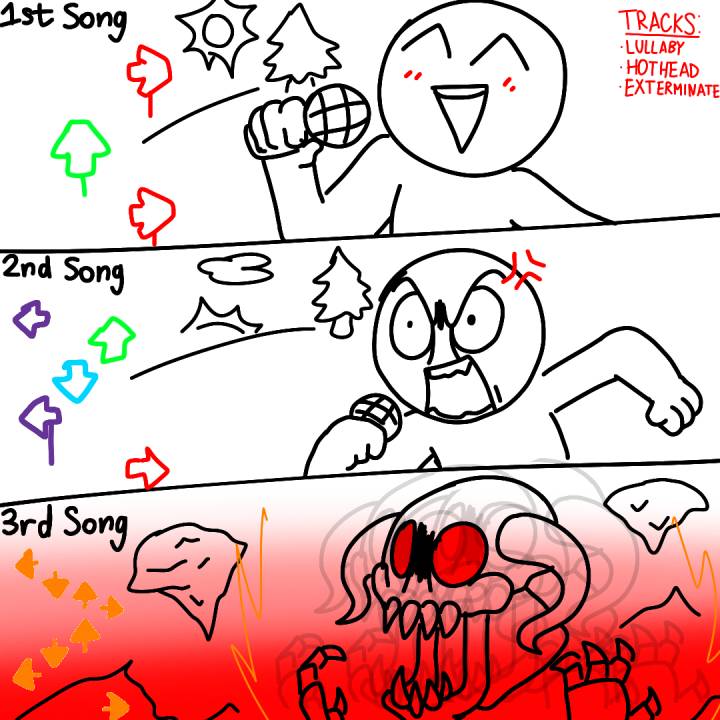 1st Song
TRACKS:
· LULLABY
· HOTHEAD
· EXTERMINATE
2nd Song
3rd Song